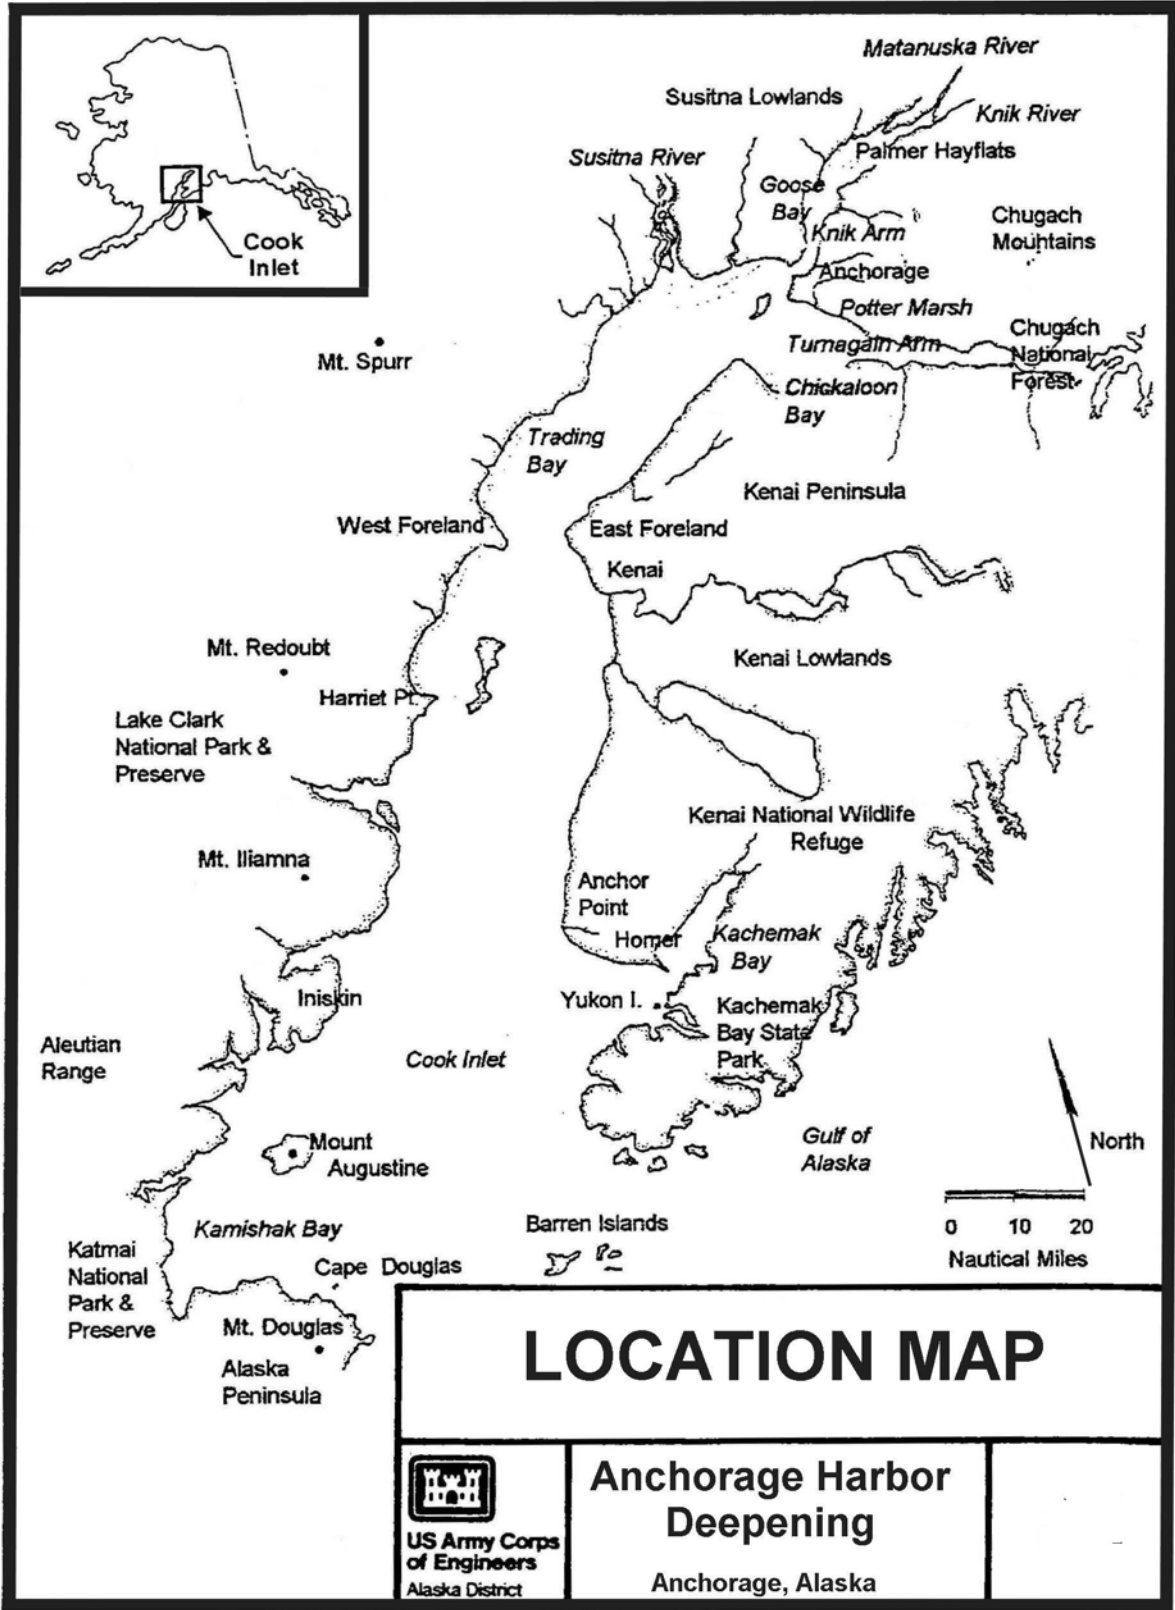 Matanuska River
Susitna Lowlands
Knik River
Palmer Hayflats
Susitna River
Goose
Bay
Knik Arm
Chugach
Mountains
Anchorage
Potter Marsh
Turnagain Arm
Chugach
National
Forest
Cook
Inlet
Mt. Spurr
Chickaloon
Bay
Trading
Bay
Kenai Peninsula
West Foreland
East Foreland
Kenai
Mt. Redoubt
Kenai Lowlands
Harriet Pt.
Lake Clark
National Park &
Preserve
Kenai National Wildlife
Refuge
Mt. Iliamna
Anchor
Point
Homer
Kachemak
Bay
Iniskin
Yukon I.
Kachemak
Bay State
Park
Aleutian
Range
Cook Inlet
Gulf of
Alaska
North
Mount
Augustine
Kamishak Bay
Barren Islands
0 10 20
Nautical Miles
Katmai
National
Park &
Preserve
Cape Douglas
Mt. Douglas
Alaska
Peninsula
LOCATION MAP
US Army Corps
of Engineers
Alaska District
Anchorage Harbor
Deepening
Anchorage, Alaska